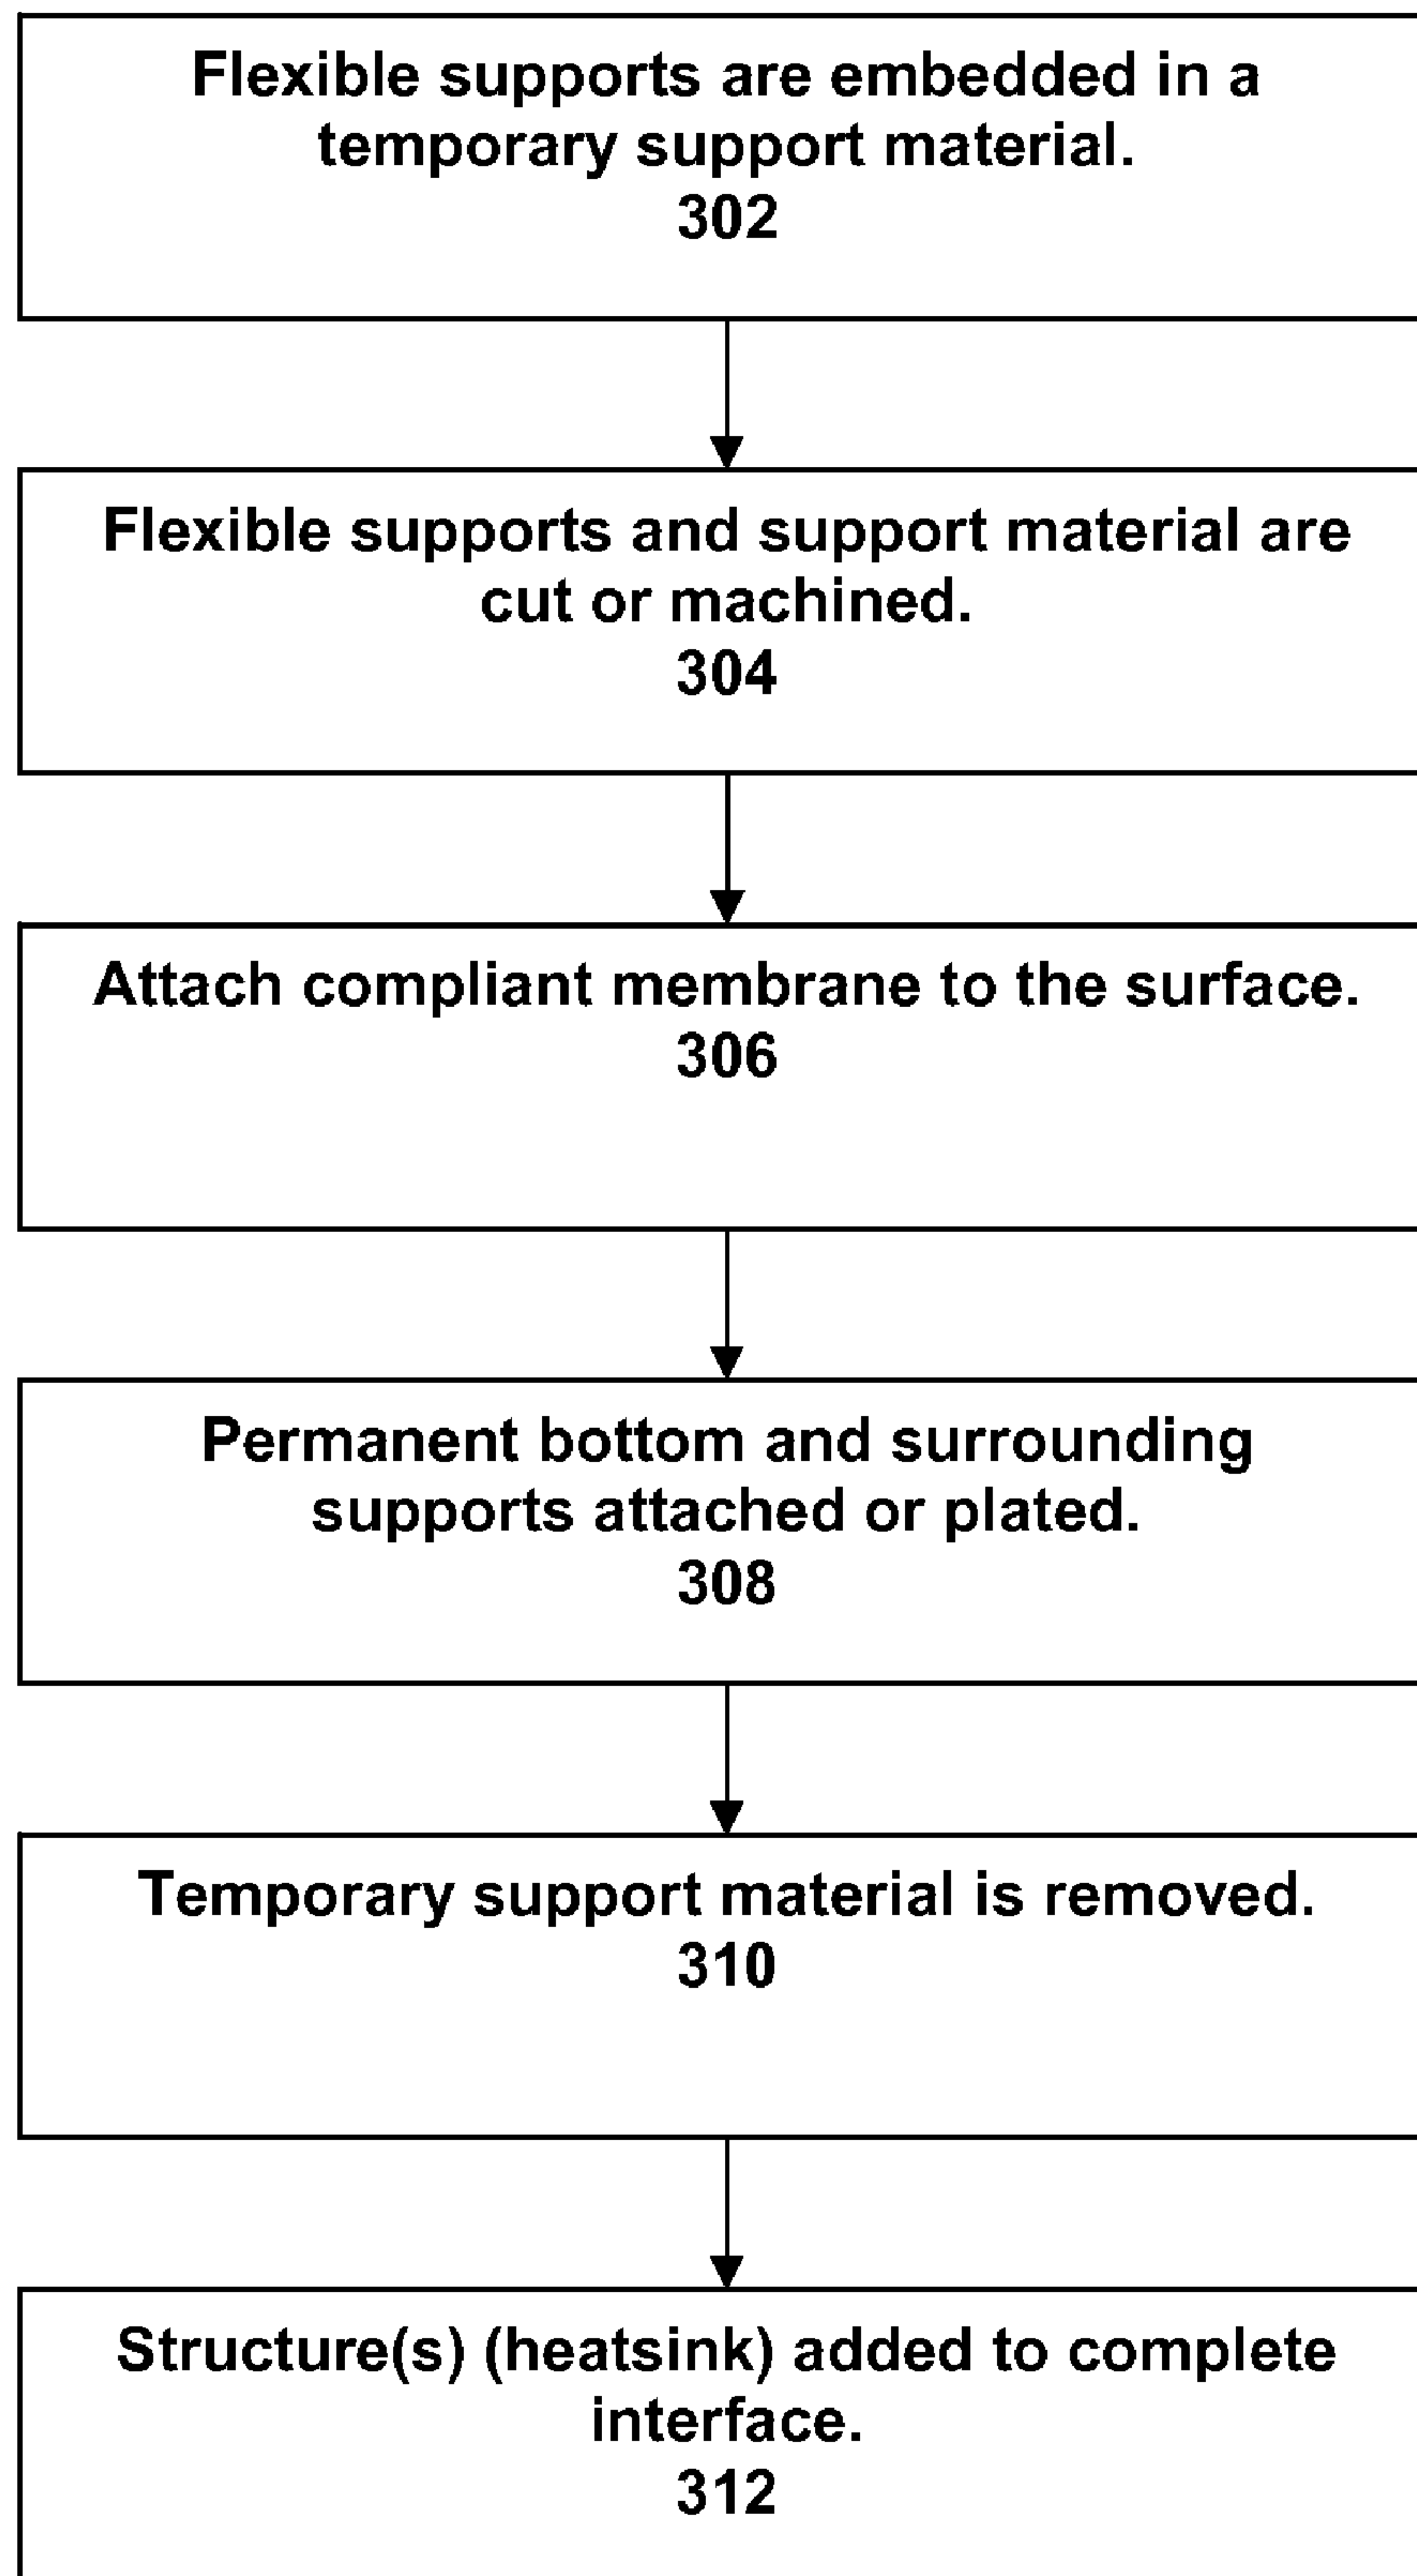 Flexible supports are embedded in a
temporary support material.
302
Flexible supports and support material are
cut or machined.
304
Attach compliant membrane to the surface.
306
Permanent bottom and surrounding
supports attached or plated.
308
Temporary support material is removed.
310
Structure(s) (heatsink) added to complete
interface.
312